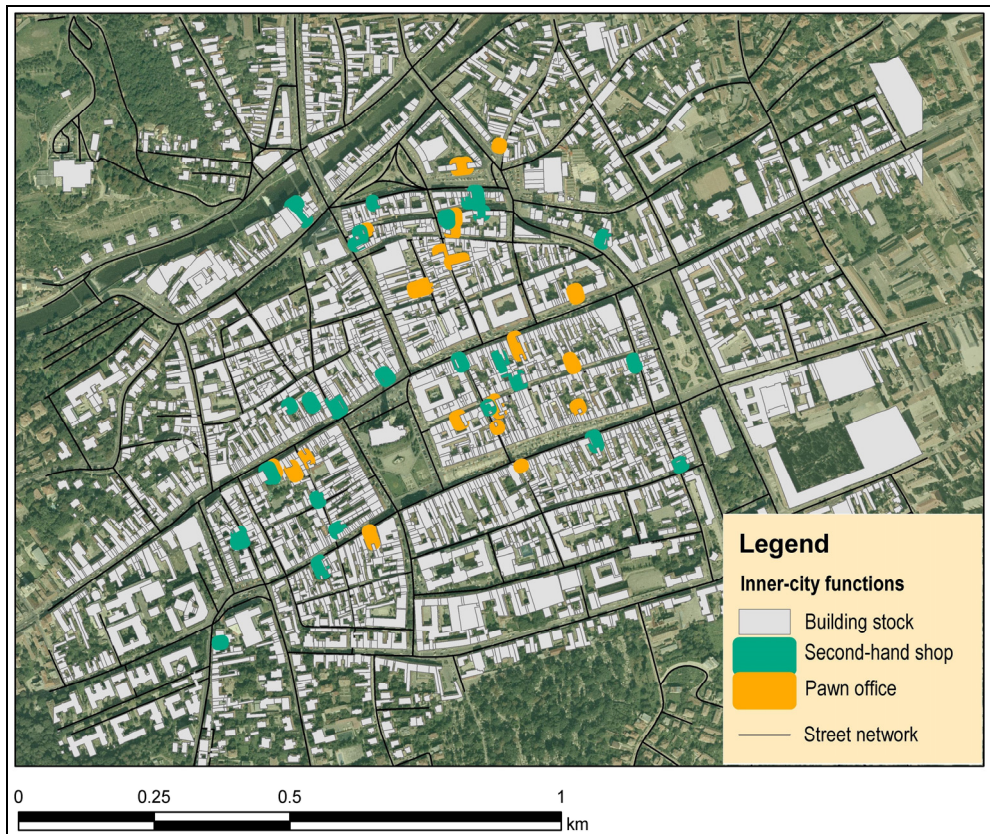 Legend
Inner-city functions
Building stock
Second-hand shop
Pawn office
Street network
0 0.25 0.5 1
km